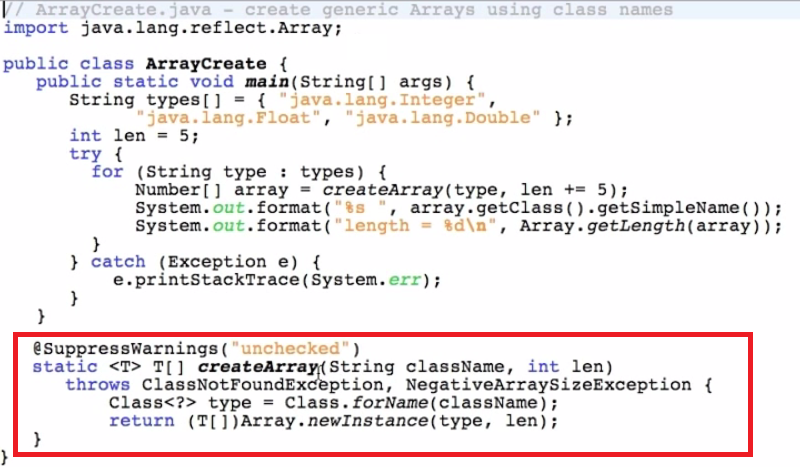 // ArrayCreate.java - create generic Arrays using class names
import java.lang.reflect.Array;
public class ArrayCreate {
public static void main(String[] args) {
String types[] = { "java.lang.Integer",
"java.lang.Float", "java.lang.Double" };
int len = 5;
try {
for (String type : types) {
Number[] array = createArray(type, len += 5);
System.out.format("%s ", array.getClass().getSimpleName());
System.out.format("length = %d\n", Array.getLength(array));
}
} catch (Exception e) {
e.printStackTrace(System.err);
}
}
@SuppressWarnings("unchecked")
static <T> T[] createArray(String className, int len)
throws ClassNotFoundException, NegativeArraySizeException {
Class<?> type = Class.forName(className);
return (T[])Array.newInstance(type, len);
}
}